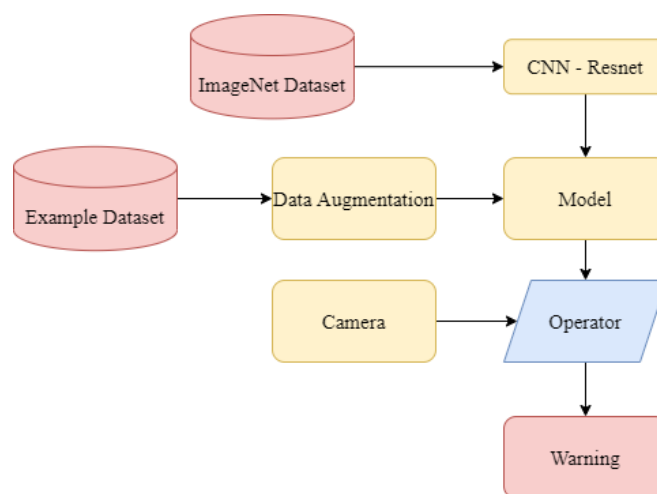 ImageNet Dataset
CNN - Resnet
Example Dataset
Data Augmentation
Model
Camera
Operator
Warning